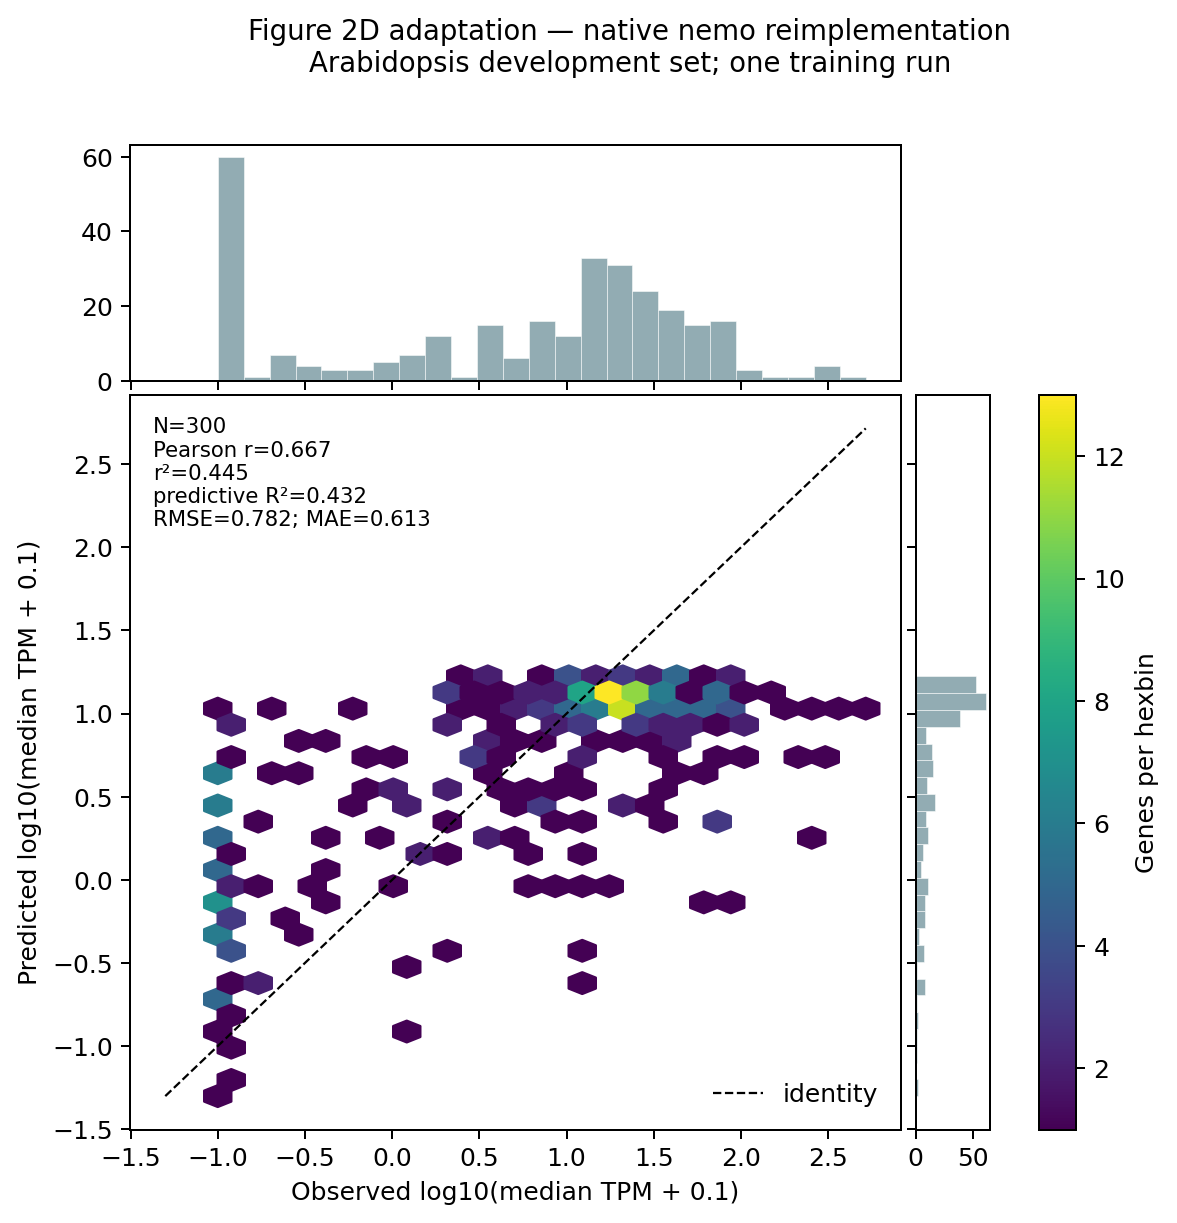 Figure 2D adaptation — native nemo reimplementation
Arabidopsis development set; one training run
60
40
20
0
N=300
Pearson r=0.667
r²=0.445
predictive R²=0.432
RMSE=0.782; MAE=0.613
2.5
2.0
1.5
1.0
0.5
0.0
−0.5
−1.0
−1.5
Predicted log10(median TPM + 0.1)
identity
−1.5 −1.0 −0.5 0.0 0.5 1.0 1.5 2.0 2.5
Observed log10(median TPM + 0.1)
0 50
12
10
8
6
4
2
Genes per hexbin